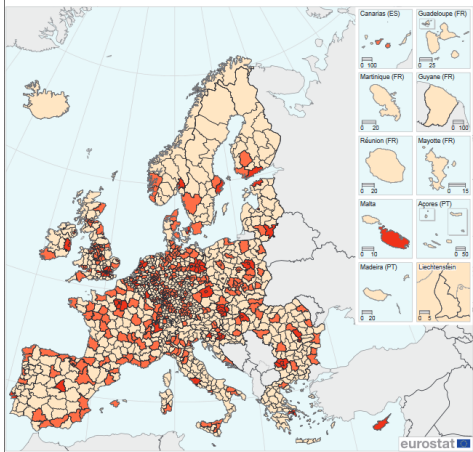 Canarias (ES)
0 100
Guadeloupe (FR)
0 25
Martinique (FR)
0 20
Guyane (FR)
0 100
Réunion (FR)
0 20
Mayotte (FR)
0 15
Malta
0 10
Açores (PT)
0 50
Madeira (PT)
0 20
Liechtenstein
0 5
eurostat